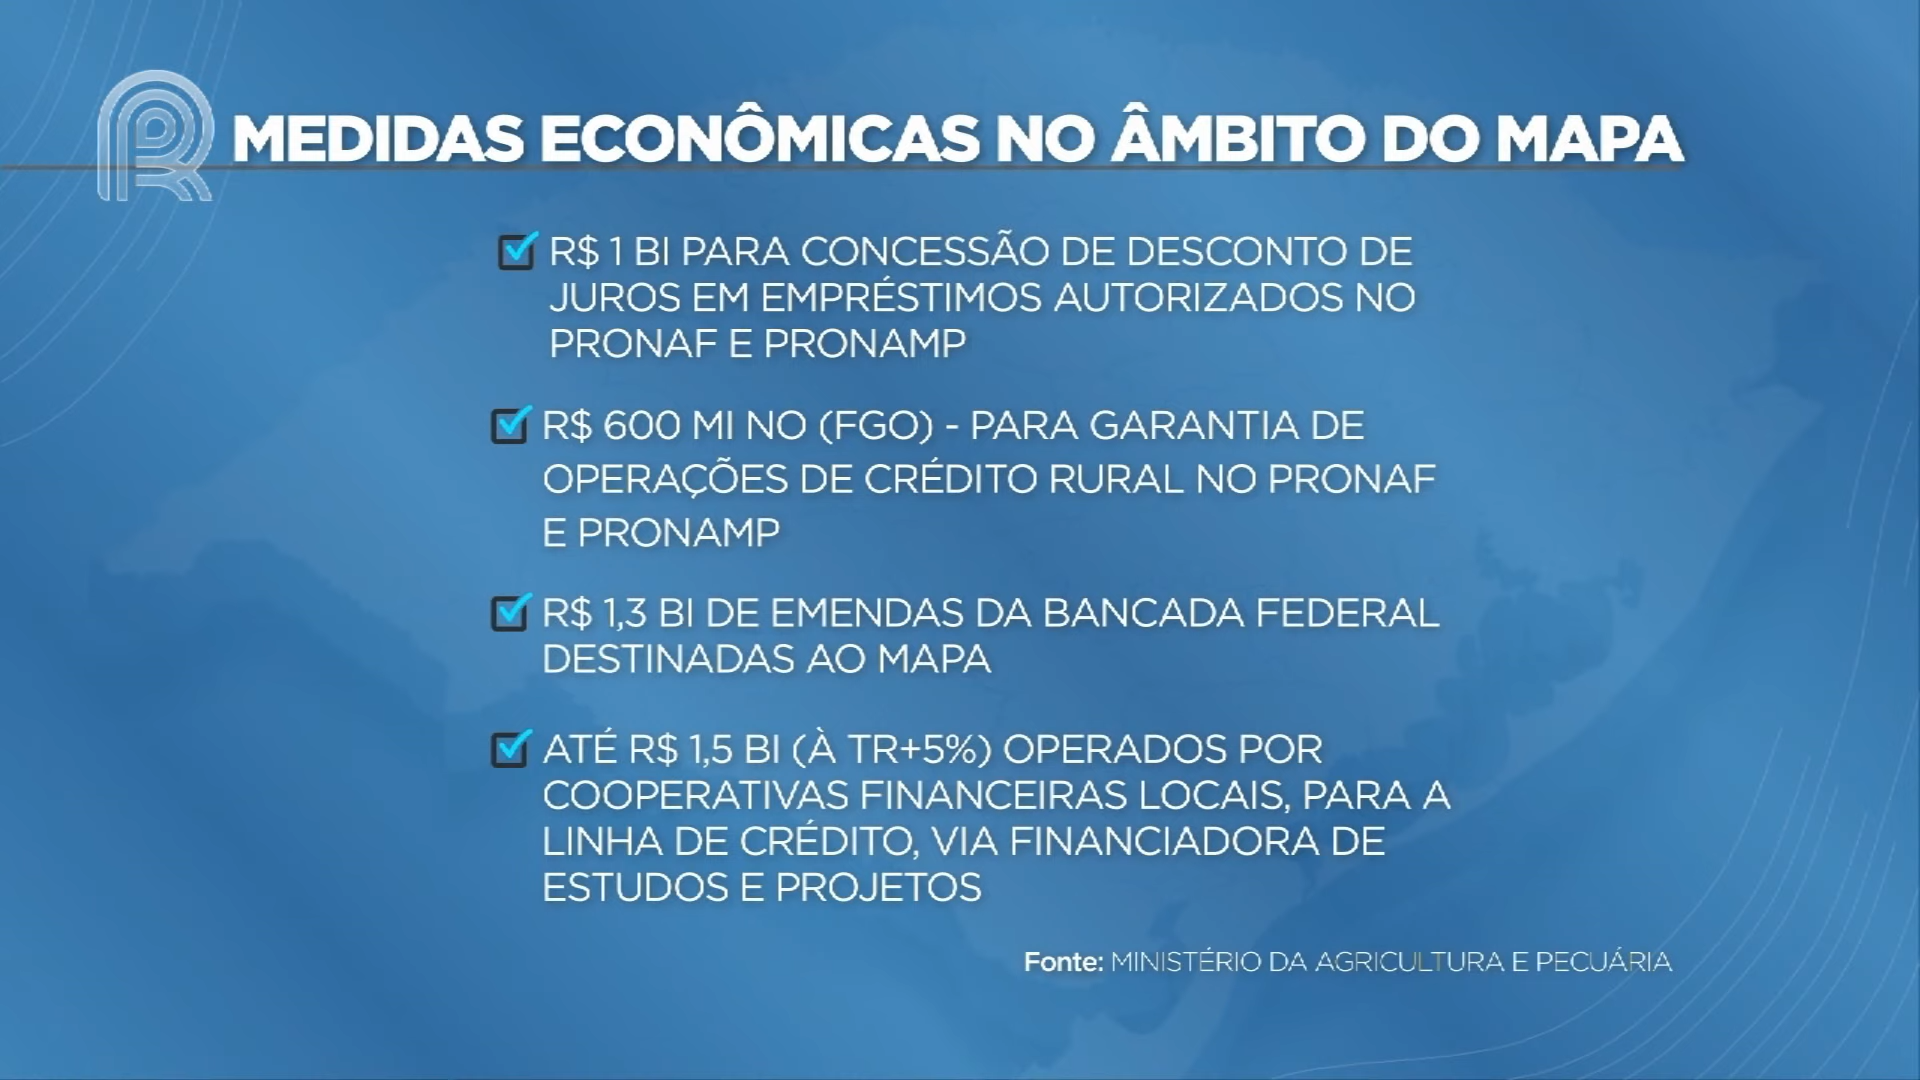 MEDIDAS ECONÔMICAS NO ÂMBITO DO MAPA
R$ 1 BI PARA CONCESSÃO DE DESCONTO DE
JUROS EM EMPRÉSTIMOS AUTORIZADOS NO
PRONAF E PRONAMP
R$ 600 MI NO (FGO) - PARA GARANTIA DE
OPERAÇÕES DE CRÉDITO RURAL NO PRONAF
E PRONAMP
R$ 1,3 BI DE EMENDAS DA BANCADA FEDERAL
DESTINADAS AO MAPA
ATÉ R$ 1,5 BI (À TR+5%) OPERADOS POR
COOPERATIVAS FINANCEIRAS LOCAIS, PARA A
LINHA DE CRÉDITO, VIA FINANCIADORA DE
ESTUDOS E PROJETOS
Fonte: MINISTÉRIO DA AGRICULTURA E PECUÁRIA